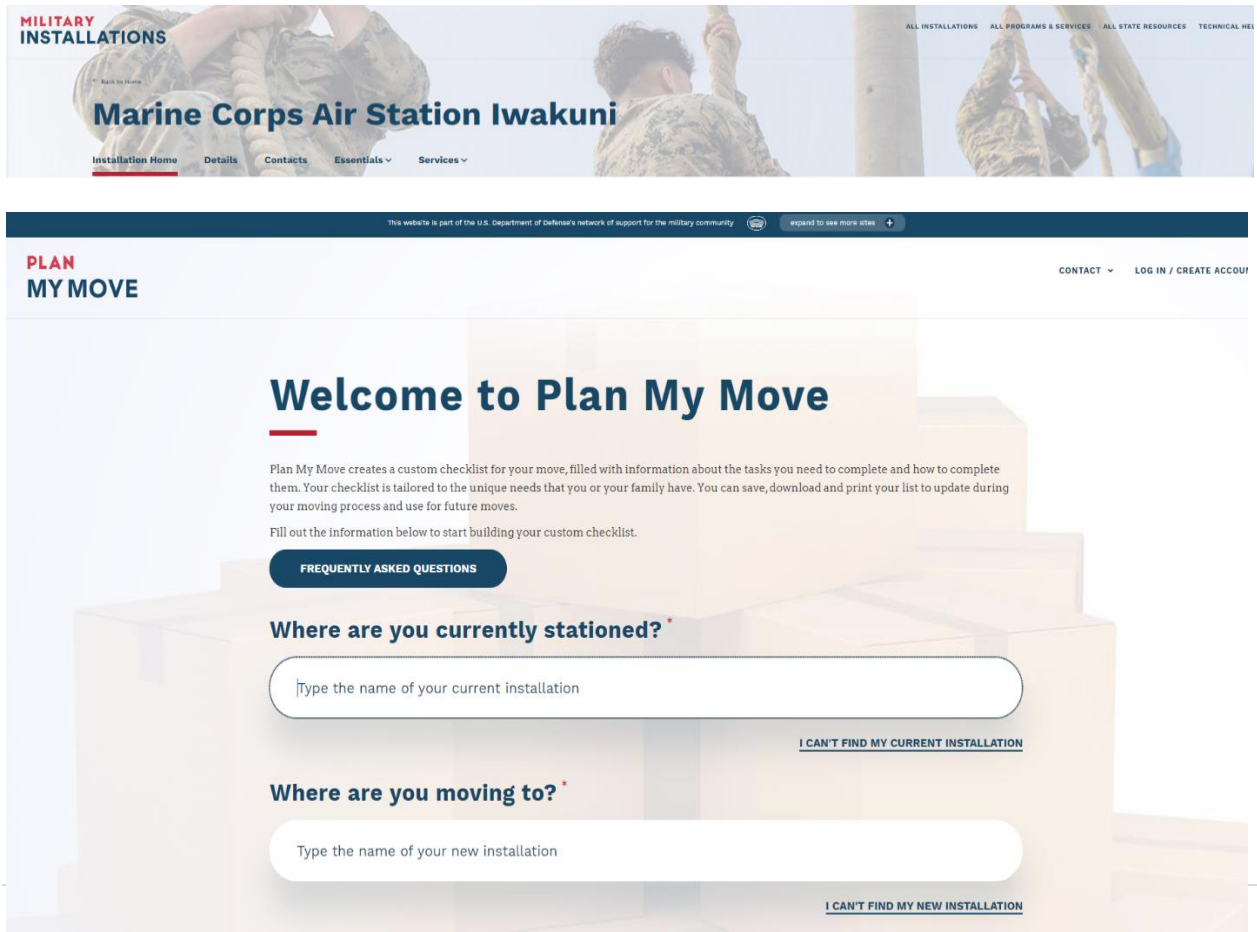 MILITARY
INSTALLATIONS
ALL INSTALLATIONS ALL PROGRAMS & SERVICES ALL STATE RESOURCES TECHNICAL HEL
Back to Home
Marine Corps Air Station Iwakuni
Installation Home Details Contacts Essentials Services
This website is part of the U.S. Department of Defense's network of support for the military community expand to see more sites +
PLAN
MY MOVE
CONTACT LOG IN / CREATE ACCOUN
Welcome to Plan My Move
Plan My Move creates a custom checklist for your move, filled with information about the tasks you need to complete and how to complete
them. Your checklist is tailored to the unique needs that you or your family have. You can save, download and print your list to update during
your moving process and use for future moves.
Fill out the information below to start building your custom checklist.
FREQUENTLY ASKED QUESTIONS
Where are you currently stationed? *
Type the name of your current installation
I CAN'T FIND MY CURRENT INSTALLATION
Where are you moving to? *
Type the name of your new installation
I CAN'T FIND MY NEW INSTALLATION